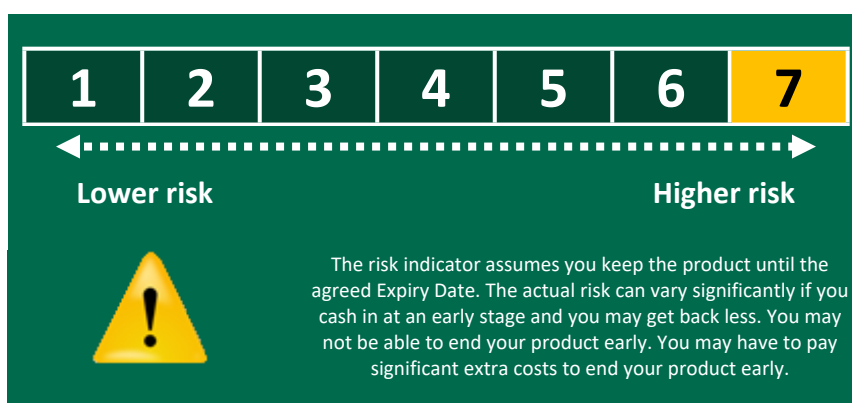 1 2 3 4 5 6 7
Lower risk Higher risk
The risk indicator assumes you keep the product until the
agreed Expiry Date. The actual risk can vary significantly if you
cash in at an early stage and you may get back less. You may
not be able to end your product early. You may have to pay
significant extra costs to end your product early.